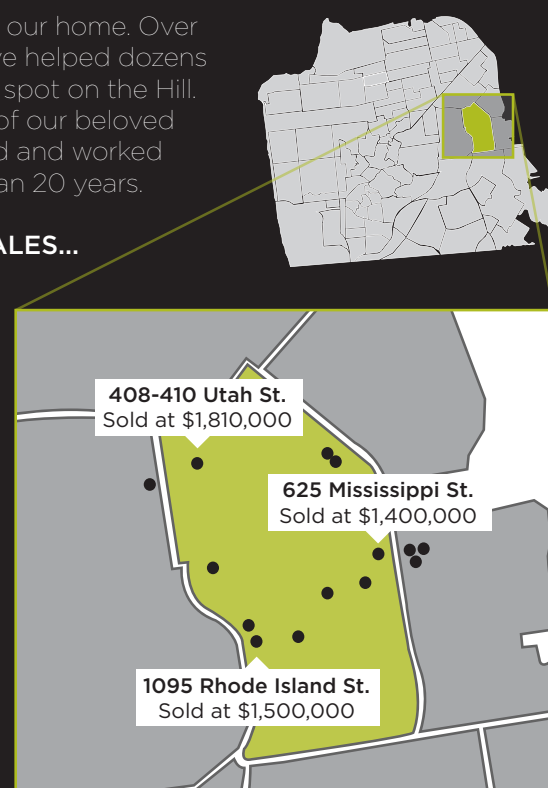 our home. Over
ve helped dozens
spot on the Hill.
of our beloved
d and worked
an 20 years.
ALES...
408-410 Utah St.
Sold at $1,810,000
625 Mississippi St.
Sold at $1,400,000
1095 Rhode Island St.
Sold at $1,500,000